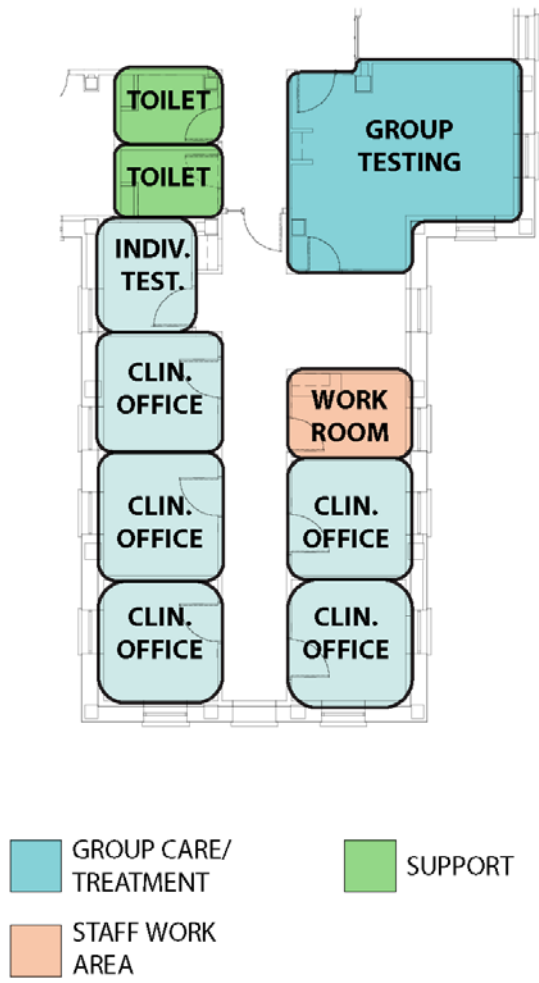 TOILET
GROUP
TESTING
TOILET
INDIV.
TEST.
CLIN.
OFFICE
WORK
ROOM
CLIN.
OFFICE
CLIN.
OFFICE
CLIN.
OFFICE
CLIN.
OFFICE
GROUP CARE/
TREATMENT
SUPPORT
STAFF WORK
AREA